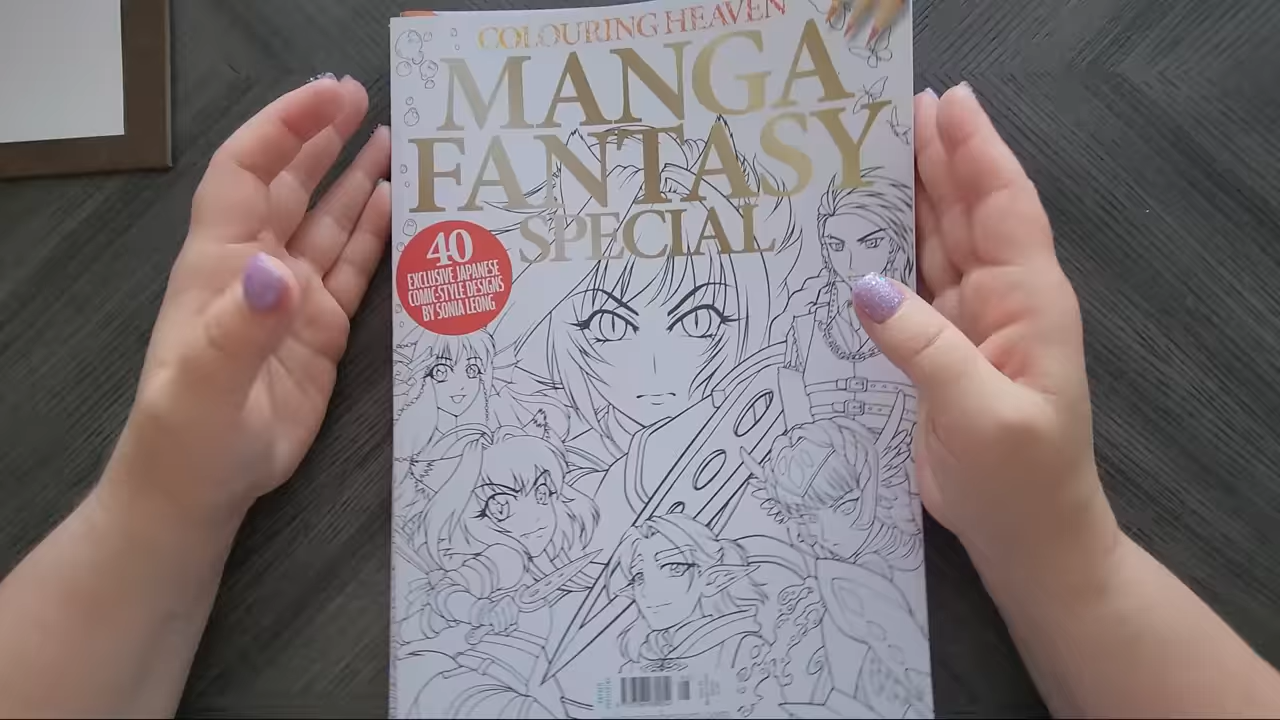 COLOURING HEAVEN
MANGA
FANTASY
SPECIAL
40
EXCLUSIVE JAPANESE
COMIC-STYLE DESIGNS
BY SONIA LEONG